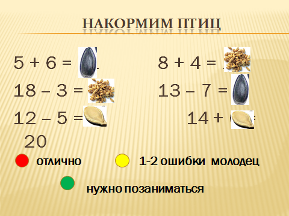 НАКОРМИМ ПТИЦ
5 + 6 = 8 + 4 =
18 – 3 = 13 – 7 =
12 – 5 = 14 + =
20
отлично 1-2 ошибки молодец
нужно позаниматься